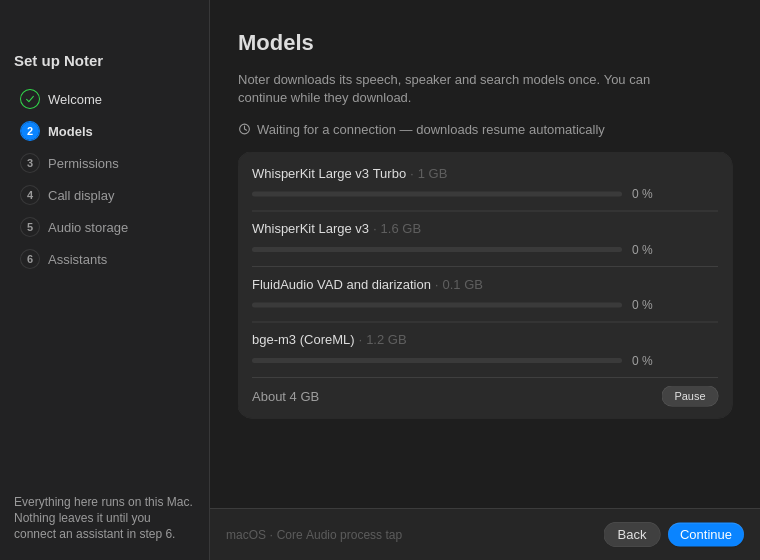 Set up Noter
Welcome
2 Models
3 Permissions
4 Call display
5 Audio storage
6 Assistants
Everything here runs on this Mac.
Nothing leaves it until you
connect an assistant in step 6.
Models
Noter downloads its speech, speaker and search models once. You can
continue while they download.
Waiting for a connection — downloads resume automatically
WhisperKit Large v3 Turbo · 1 GB
0 %
WhisperKit Large v3 · 1.6 GB
0 %
FluidAudio VAD and diarization · 0.1 GB
0 %
bge-m3 (CoreML) · 1.2 GB
0 %
About 4 GB Pause
macOS · Core Audio process tap Back Continue